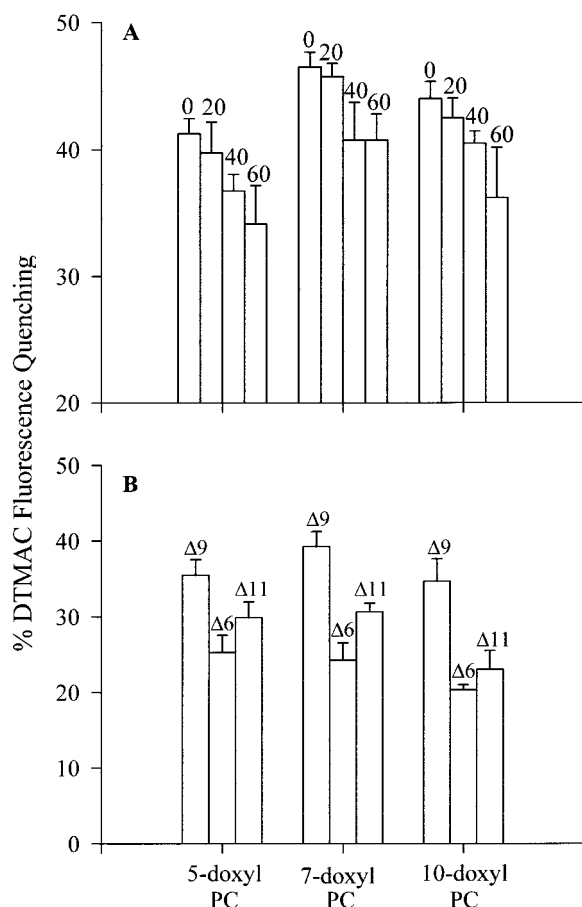 % DTMAC Fluorescence Quenching
A
50
40
30
20
0 20 40 60
0 20 40 60
0 20 40 60
B
50
40
30
20
10
0
Δ9 Δ6 Δ11
Δ9 Δ6 Δ11
Δ9 Δ6 Δ11
5-doxyl
PC
7-doxyl
PC
10-doxyl
PC